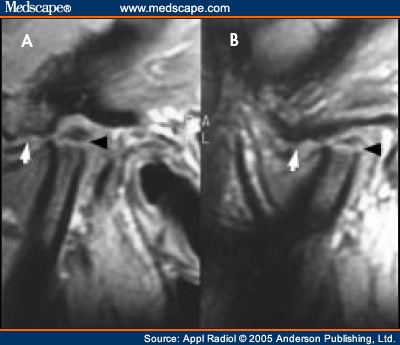 Medscape® www.medscape.com
A B
A
L
Source: Appl Radiol © 2005 Anderson Publishing, Ltd.